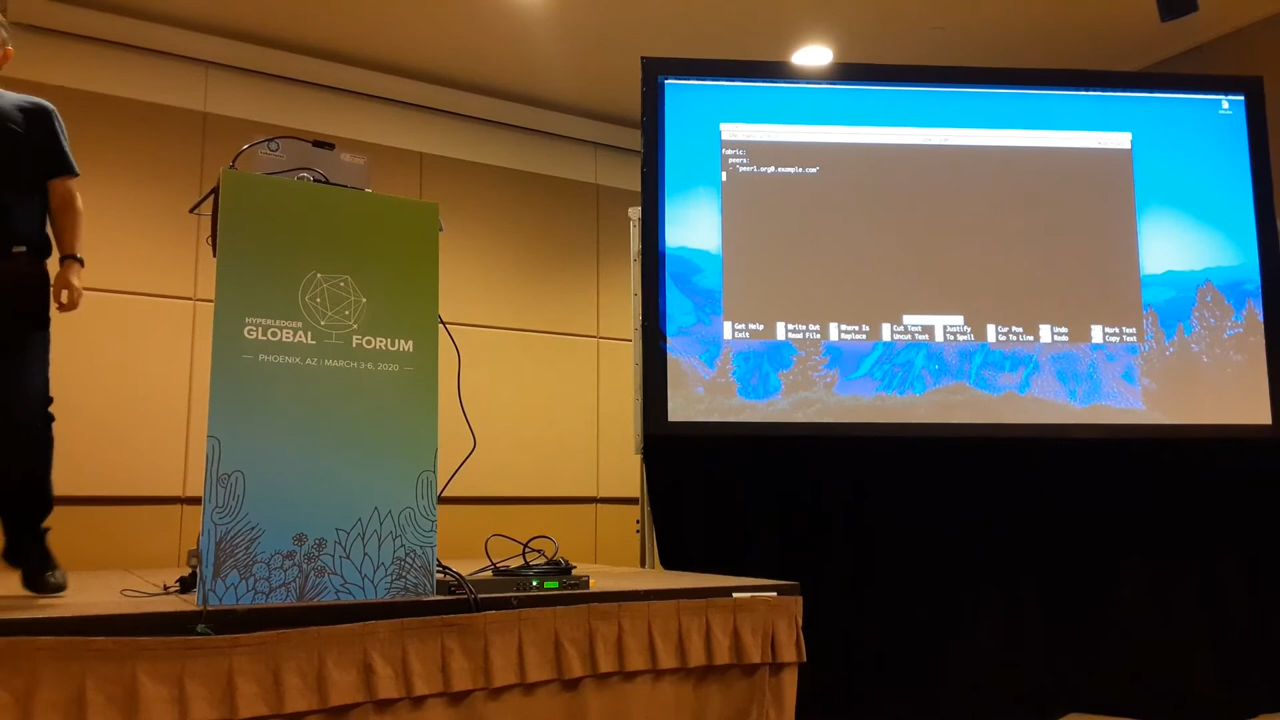 HYPERLEDGER
GLOBAL FORUM
PHOENIX, AZ | MARCH 3-6, 2020
fabric:
peers:
- "peer1.org0.example.com"
Get Help Write Out Where Is Cut Text Justify Cur Pos Undo Mark Text
Exit Read File Replace Uncut Text To Spell Go To Line Redo Copy Text